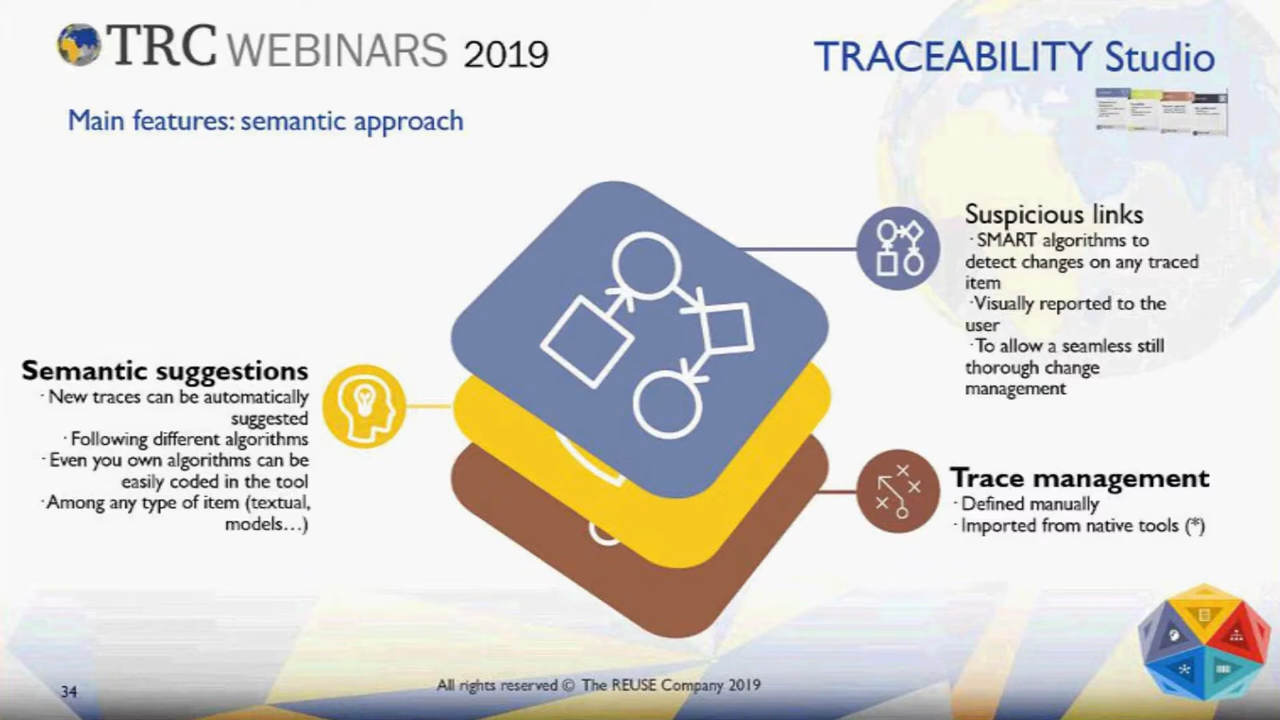 TRC WEBINARS 2019
TRACEABILITY Studio
Main features: semantic approach
Suspicious links
· SMART algorithms to
detect changes on any traced
item
·Visually reported to the
user
·To allow a seamless still
thorough change
management
Semantic suggestions
· New traces can be automatically
suggested
· Following different algorithms
· Even you own algorithms can be
easily coded in the tool
·Among any type of item (textual,
models…)
Trace management
· Defined manually
· Imported from native tools (*)
34
All rights reserved © The REUSE Company 2019